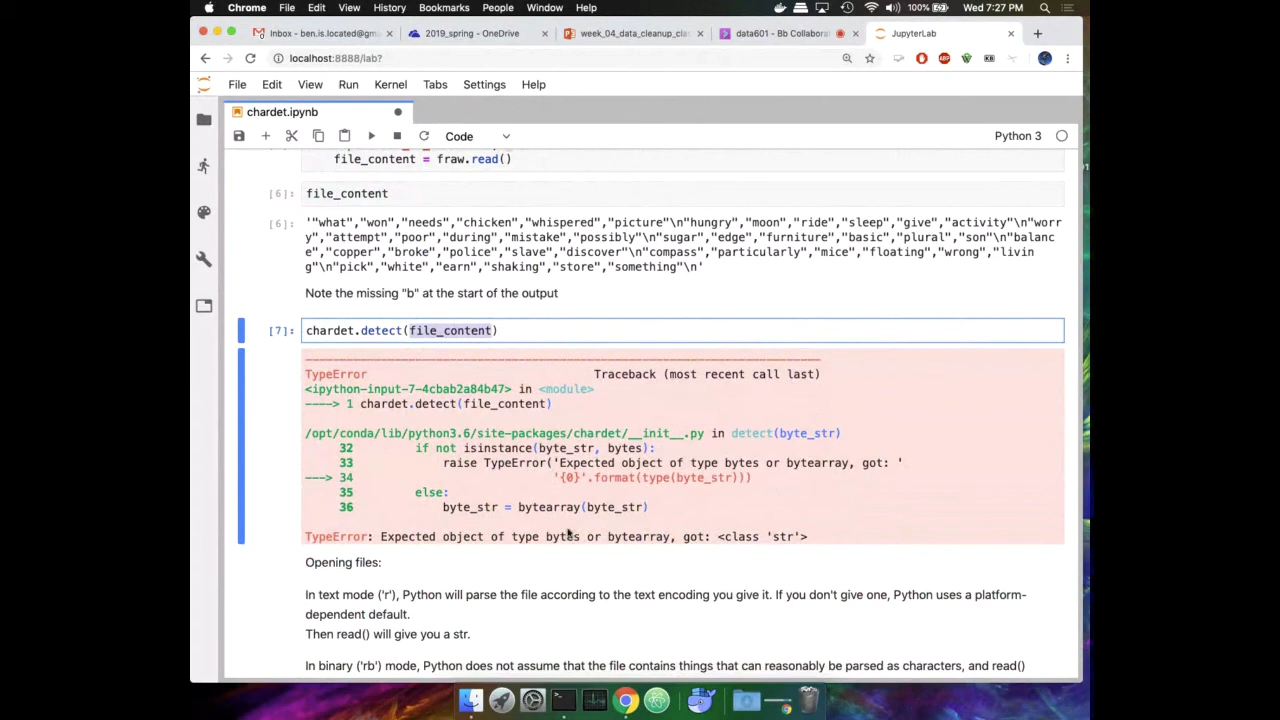 Chrome File Edit View History Bookmarks People Window Help 100% Wed 7:27 PM
Inbox - ben.is.located@gm 2019_spring - OneDrive week_04_data_cleanup_cla data601 - Bb Collabora JupyterLab
localhost:8888/lab?
File Edit View Run Kernel Tabs Settings Help
chardet.ipynb
Code Python 3
file_content = fraw.read()
[6]: file_content
[6]: '"what","won","needs","chicken","whispered","picture"\n"hungry","moon","ride","sleep","give","activity"\n"worr
y","attempt","poor","during","mistake","possibly"\n"sugar","edge","furniture","basic","plural","son"\n"balanc
e","copper","broke","police","slave","discover"\n"compass","particularly","mice","floating","wrong","livin
g"\n"pick","white","earn","shaking","store","something"\n'
Note the missing "b" at the start of the output
[7]: chardet.detect(file_content)
---------------------------------------------------------------------------
TypeError Traceback (most recent call last)
<ipython-input-7-4cbab2a84b47> in <module>
----> 1 chardet.detect(file_content)
/opt/conda/lib/python3.6/site-packages/chardet/__init__.py in detect(byte_str)
32 if not isinstance(byte_str, bytes):
33 raise TypeError('Expected object of type bytes or bytearray, got: '
---> 34 '{0}'.format(type(byte_str)))
35 else:
36 byte_str = bytearray(byte_str)
TypeError: Expected object of type bytes or bytearray, got: <class 'str'>
Opening files:
In text mode ('r'), Python will parse the file according to the text encoding you give it. If you don't give one, Python uses a platform-
dependent default.
Then read() will give you a str.
In binary ('rb') mode, Python does not assume that the file contains things that can reasonably be parsed as characters, and read()